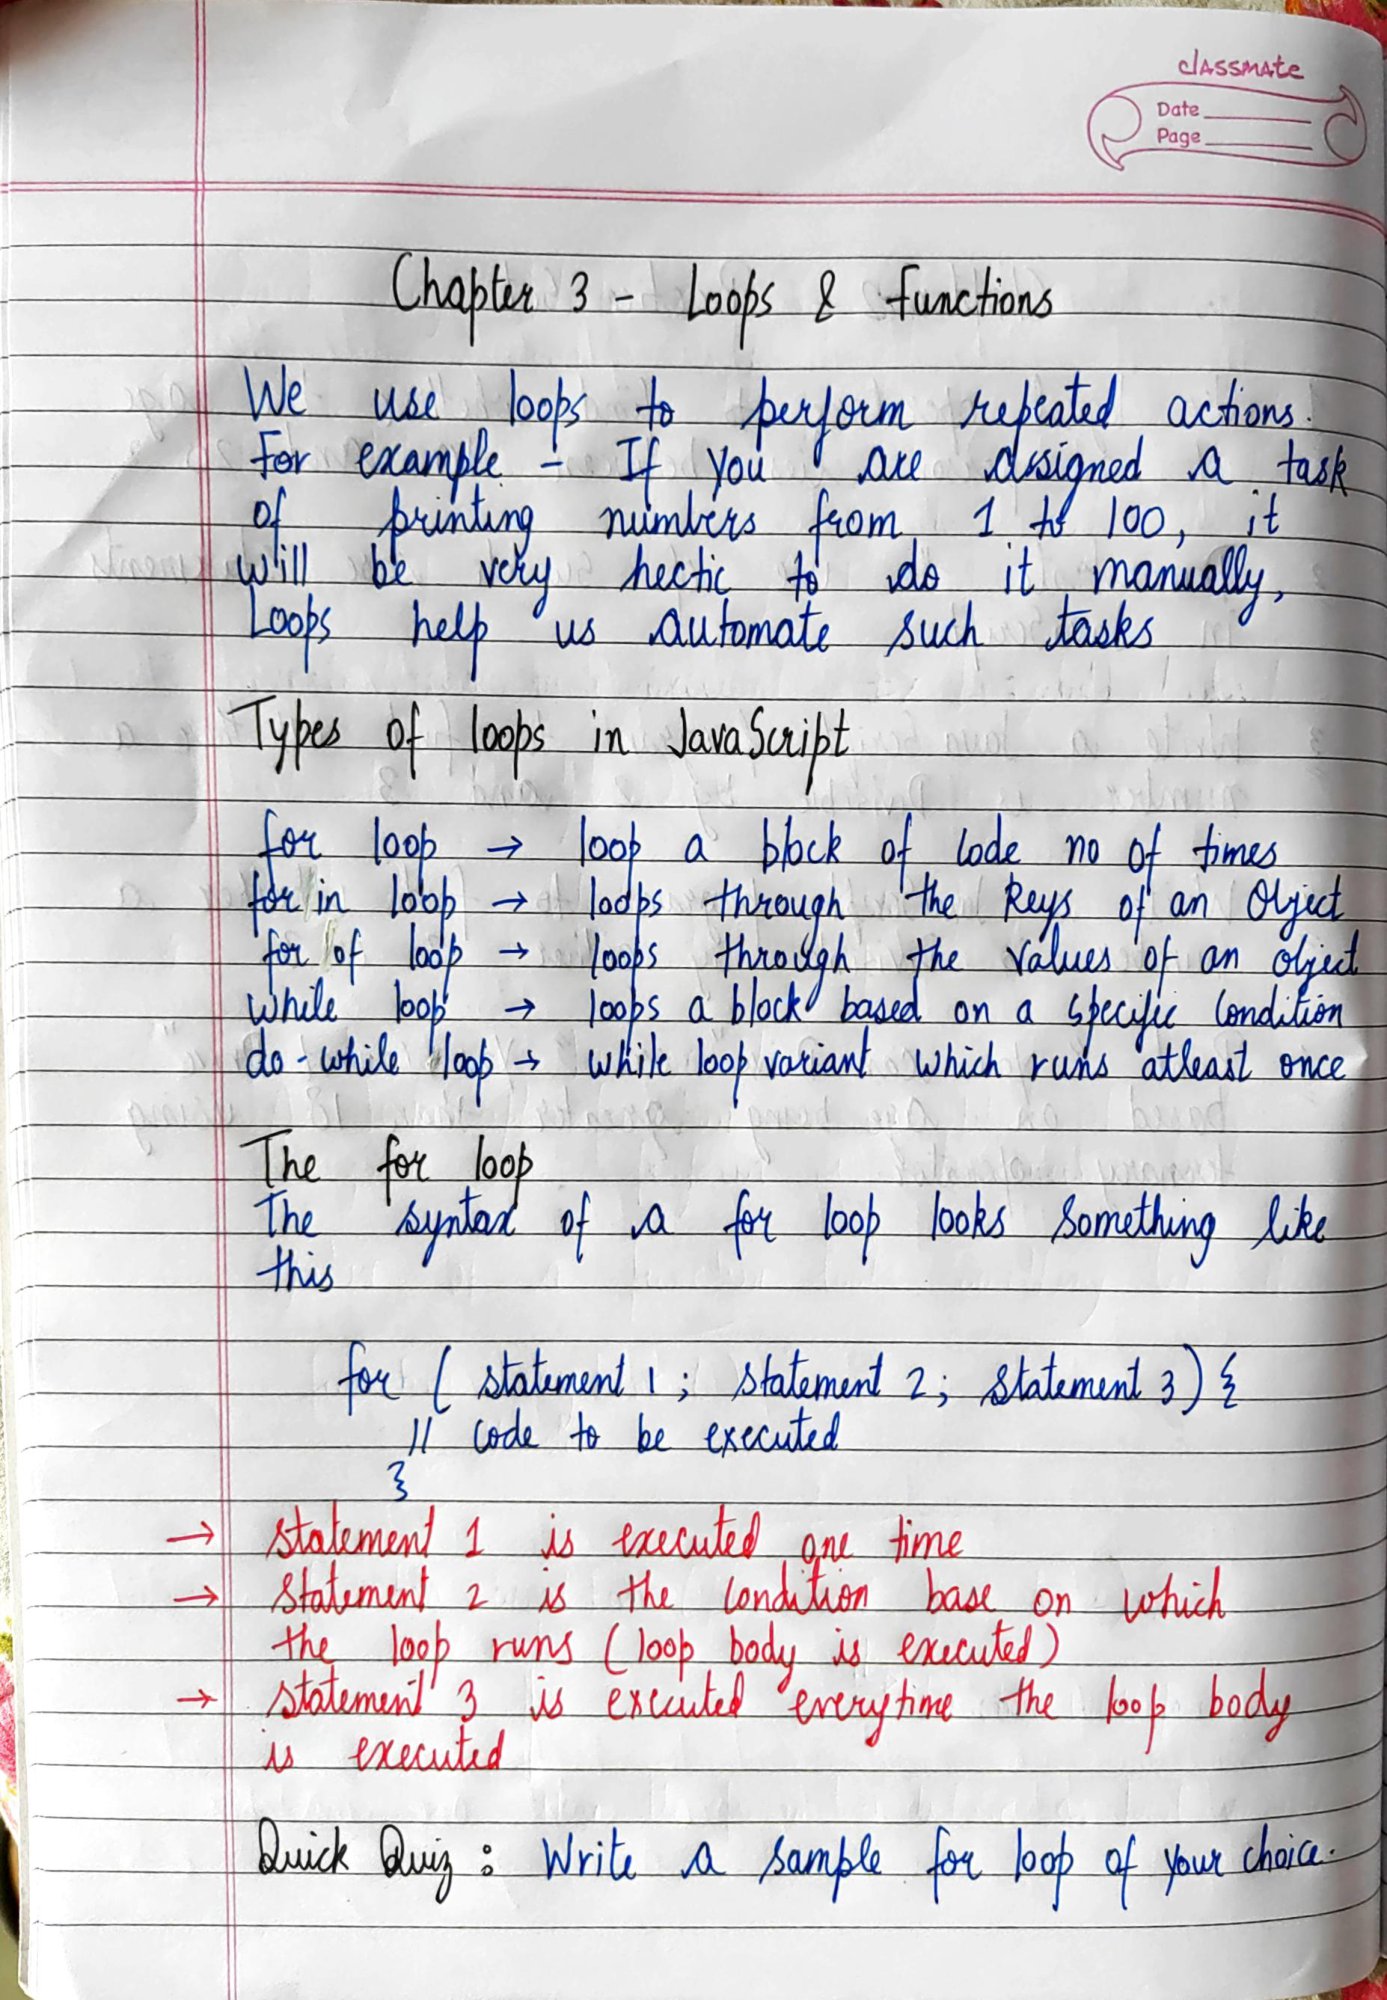 classmate
Date
Page
Chapter 3 - Loops & functions
We use loops to perform repeated actions.
For example - If you are assigned a task
of printing numbers from 1 to 100, it
will be very hectic to do it manually,
Loops help us automate such tasks
Types of loops in JavaScript
for loop → loop a block of code no of times
for in loop → loops through the keys of an Object
for of loop → loops through the values of an object
while loop → loops a block based on a specific condition
do-while loop → while loop variant which runs atleast once
The for loop
The syntax of a for loop looks something like
this
for ( statement 1 ; statement 2; statement 3) {
// code to be executed
}
→ statement 1 is executed one time
→ statement 2 is the condition base on which
the loop runs (loop body is executed)
→ statement 3 is executed everytime the loop body
is executed
Quick Quiz : Write a sample for loop of your choice.